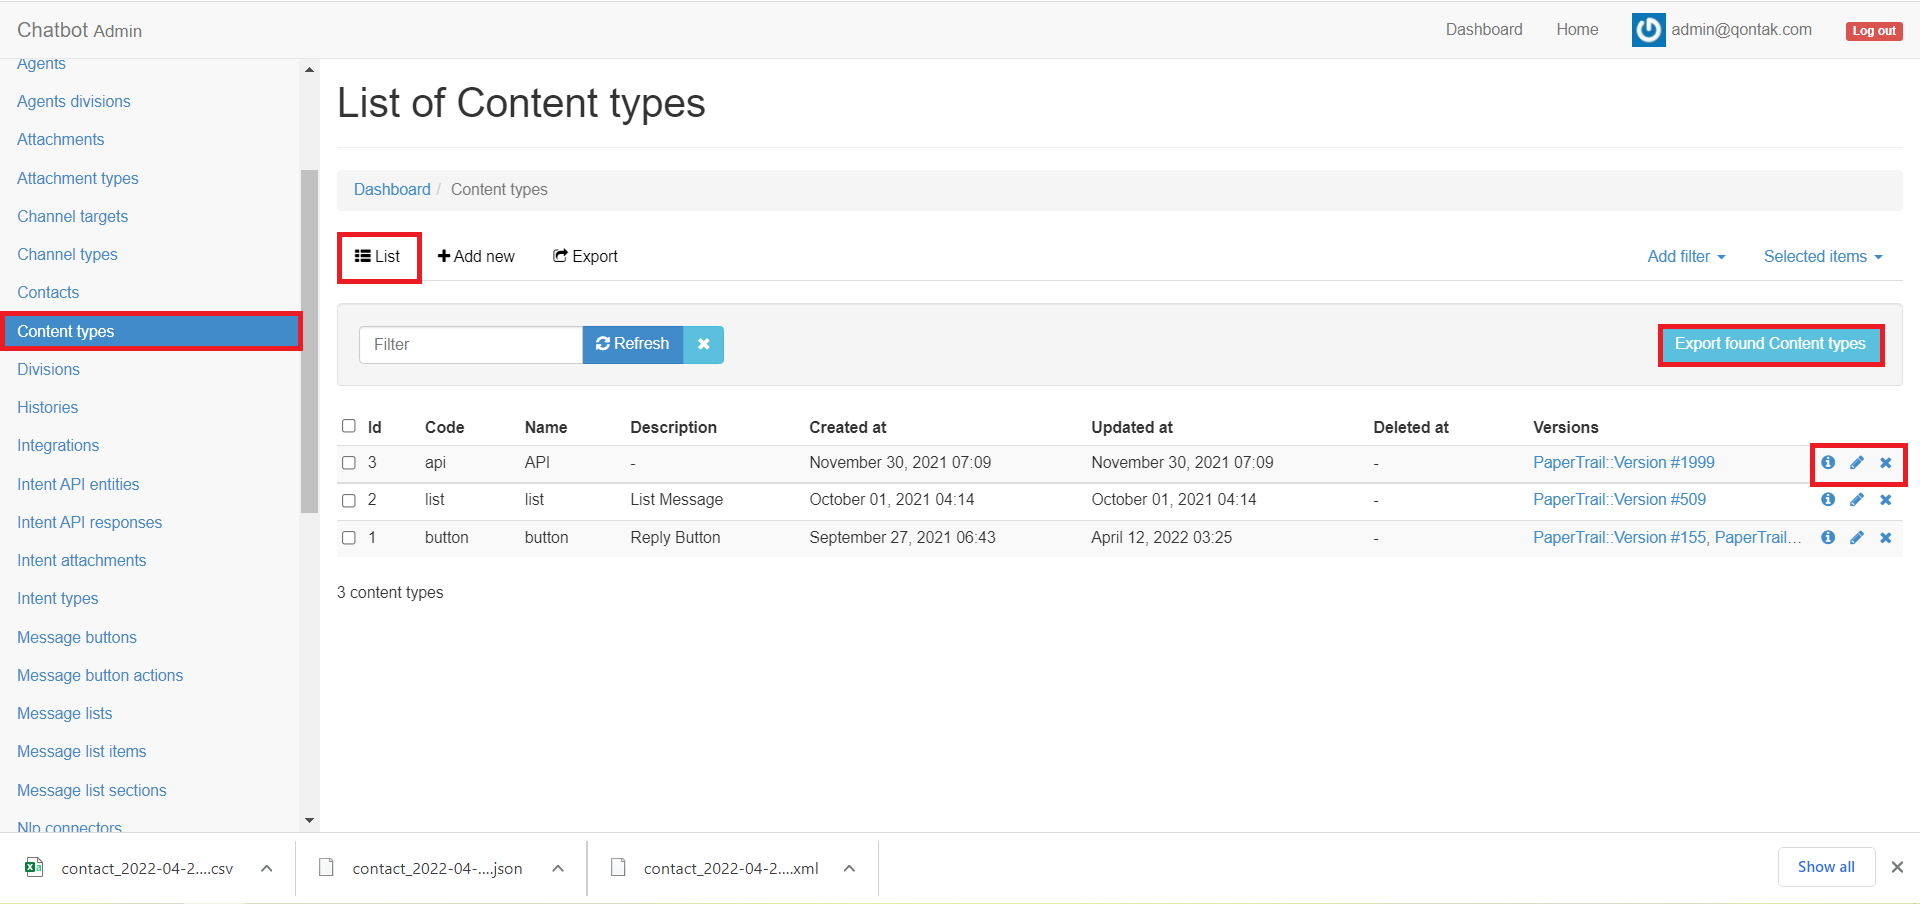 Chatbot Admin
Dashboard
Home
admin@qontak.com
Log out
Agents
Agents divisions
Attachments
Attachment types
Channel targets
Channel types
Contacts
Content types
Divisions
Histories
Integrations
Intent API entities
Intent API responses
Intent attachments
Intent types
Message buttons
Message button actions
Message lists
Message list items
Message list sections
Nlp connectors
List of Content types
Dashboard / Content types
List
Add new
Export
Add filter
Selected items
Filter
Refresh
Export found Content types
Id Code Name Description Created at Updated at Deleted at Versions
3 api API - November 30, 2021 07:09 November 30, 2021 07:09 - PaperTrail::Version #1999
2 list list List Message October 01, 2021 04:14 October 01, 2021 04:14 - PaperTrail::Version #509
1 button button Reply Button September 27, 2021 06:43 April 12, 2022 03:25 - PaperTrail::Version #155, PaperTrail...
3 content types
contact_2022-04-2....csv
contact_2022-04-....json
contact_2022-04-2....xml
Show all